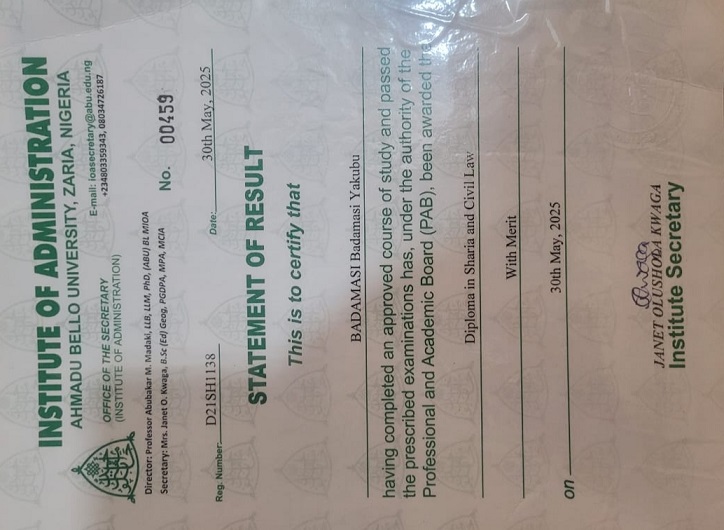 INSTITUTE OF ADMINISTRATION
AHMADU BELLO UNIVERSITY, ZARIA, NIGERIA
OFFICE OF THE SECRETARY
(INSTITUTE OF ADMINISTRATION)
E-mail: ioasecretary@abu.edu.ng
+234803359343, 08034726187
Director: Professor Abubakar M. Madaki, LLB, LLM, PhD, (ABU) BL MIODA
Secretary: Mrs. Janet O. Kwaga, B.Sc (Ed) Geog, PGDPA, MPA, MCIA
No. 00459
Reg. Number: D21SH1138 Date: 30th May, 2025
STATEMENT OF RESULT
This is to certify that
BADAMASI Badamasi Yakubu
having completed an approved course of study and passed
the prescribed examinations has, under the authority of the
Professional and Academic Board (PAB), been awarded the
Diploma in Sharia and Civil Law
With Merit
on 30th May, 2025
JANET OLUSHOLA KWAGA
Institute Secretary